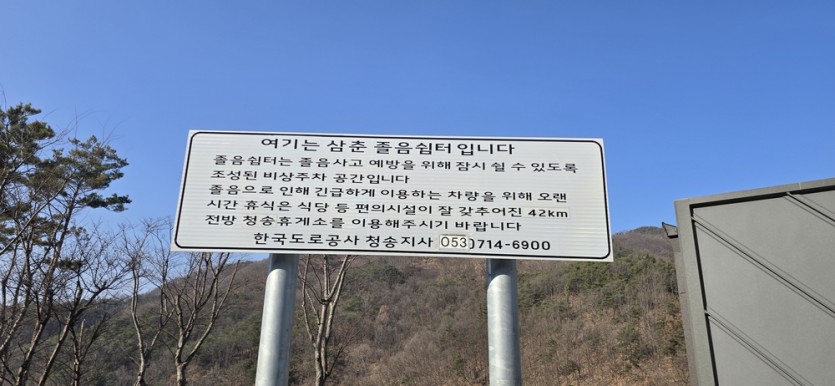 여기는 삼춘 졸음쉼터 입니다
졸음쉼터는 졸음사고 예방을 위해 잠시 쉴 수 있도록
조성된 비상주차 공간입니다
졸음으로 인해 긴급하게 이용하는 차량을 위해 오랜
시간 휴식은 식당 등 편의시설이 잘 갖추어진 42km
전방 청송휴게소를 이용해주시기 바랍니다
한국도로공사 청송지사 053)714-6900